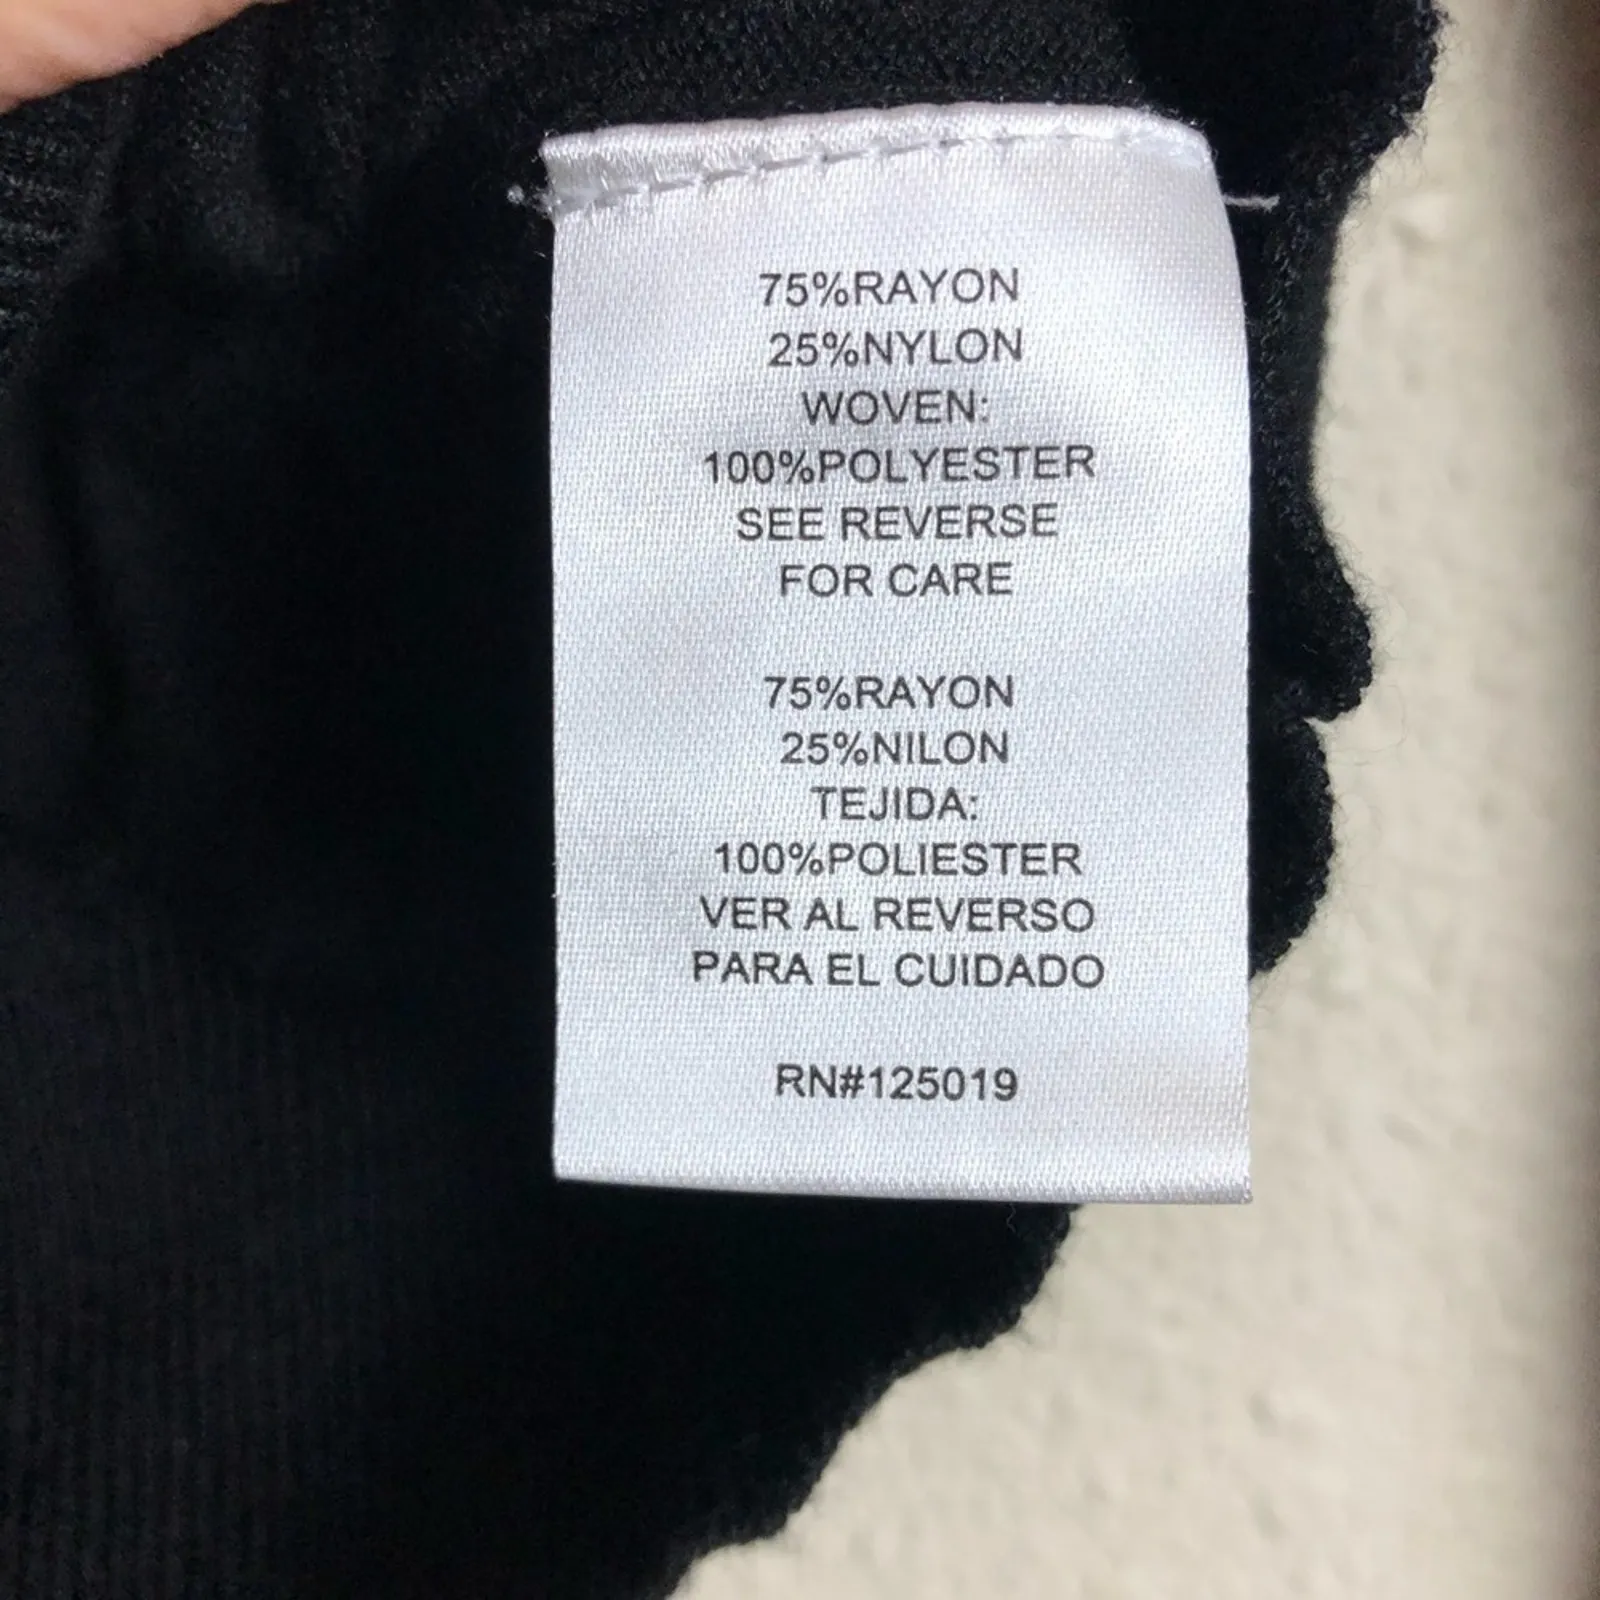 75%RAYON
25%NYLON
WOVEN:
100%POLYESTER
SEE REVERSE
FOR CARE
75%RAYON
25%NILON
TEJIDA:
100%POLIESTER
VER AL REVERSO
PARA EL CUIDADO
RN#125019